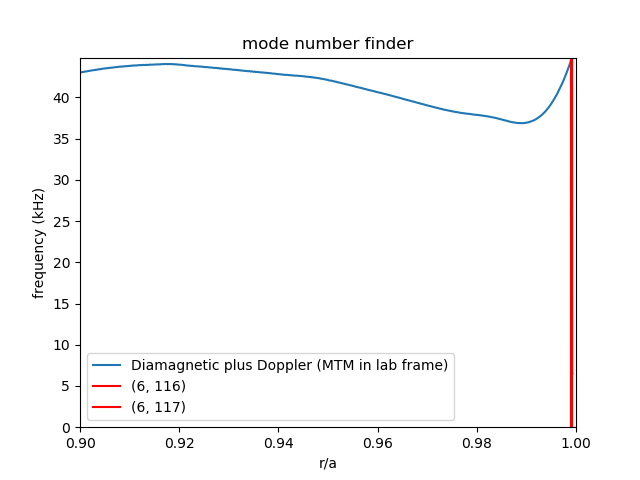 mode number finder
frequency (kHz)
40
35
30
25
20
15
10
5
0
Diamagnetic plus Doppler (MTM in lab frame)
(6, 116)
(6, 117)
0.90 0.92 0.94 0.96 0.98 1.00
r/a